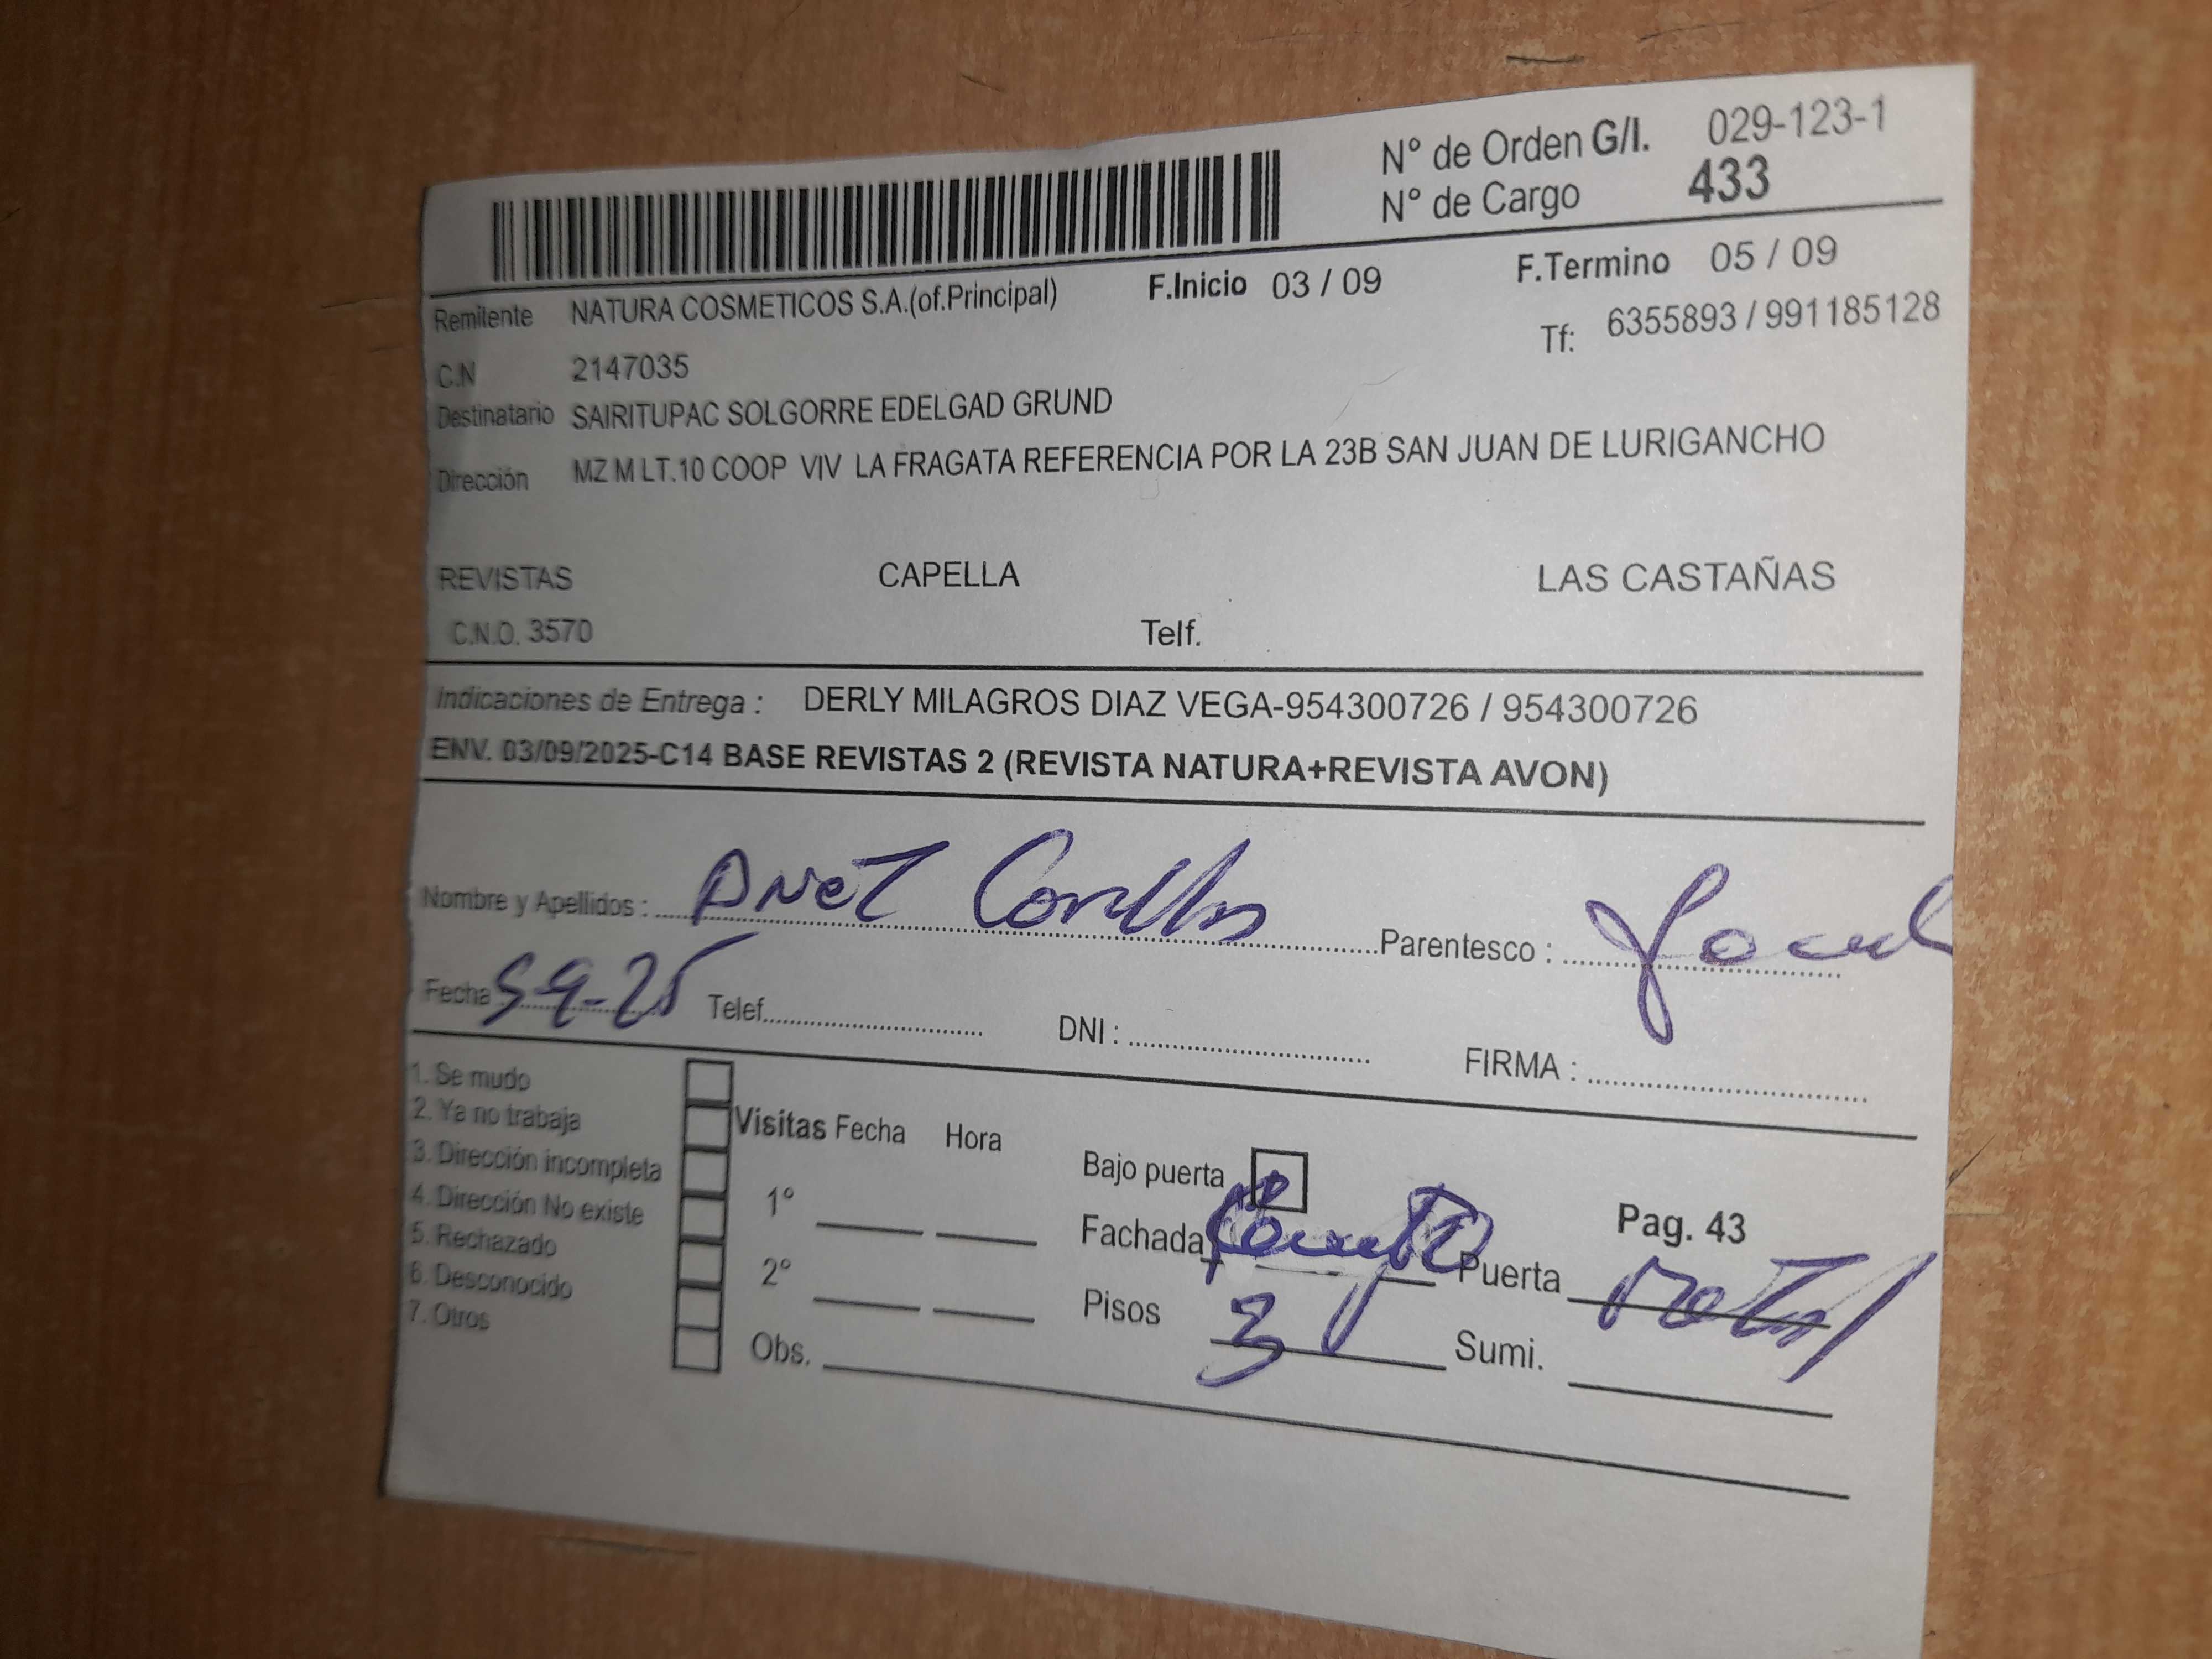 Nº de Orden G/I. 029-123-1
Nº de Cargo 433
Remitente NATURA COSMETICOS S.A.(of.Principal) F.Inicio 03 / 09 F.Termino 05 / 09
C.N 2147035 Tf: 6355893 / 991185128
Destinatario SAIRITUPAC SOLGORRE EDELGAD GRUND
Dirección MZ M LT.10 COOP VIV LA FRAGATA REFERENCIA POR LA 23B SAN JUAN DE LURIGANCHO
REVISTAS CAPELLA LAS CASTAÑAS
C.N.O. 3570 Telf.
Indicaciones de Entrega : DERLY MILAGROS DIAZ VEGA-954300726 / 954300726
ENV. 03/09/2025-C14 BASE REVISTAS 2 (REVISTA NATURA+REVISTA AVON)
Nombre y Apellidos : ANeT Parentesco :
Fecha 5-9-25 Telef. DNI : FIRMA :
1. Se mudo
2. Ya no trabaja Visitas Fecha Hora
3. Dirección incompleta Bajo puerta
4. Dirección No existe 1º Fachada Pag. 43
5. Rechazado Puerta Metal
6. Desconocido 2º Pisos 3
7. Otros Obs. Sumi.